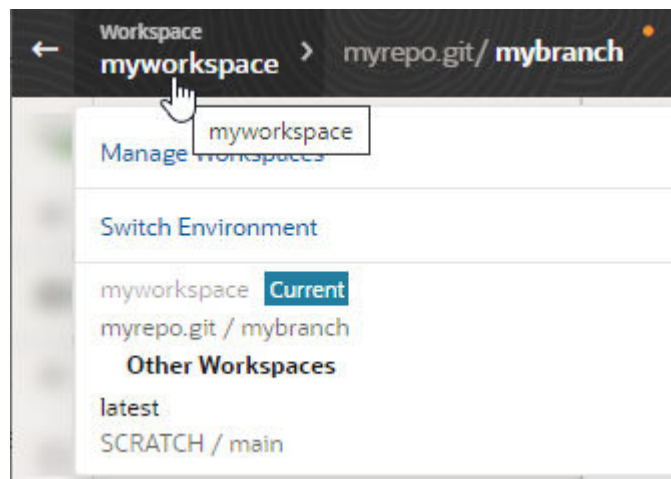 Workspace
myworkspace > myrepo.git/ mybranch
myworkspace
Manage Workspaces
Switch Environment
myworkspace Current
myrepo.git / mybranch
Other Workspaces
latest
SCRATCH / main